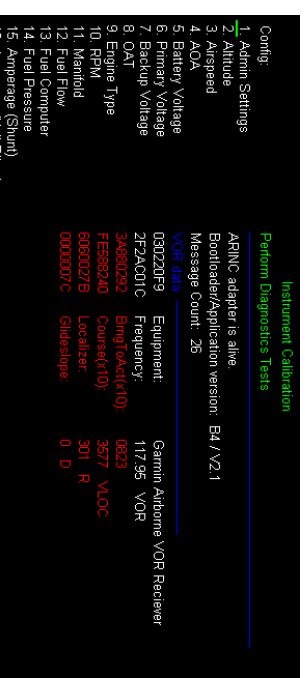 Instrument Calibration
Config:
1. Admin Settings
2. Altitude
3. Airspeed
4. AOA
5. Battery Voltage
6. Primary Voltage
7. Backup Voltage
8. OAT
9. Engine Type
10. RPM
11. Manifold
12. Fuel Flow
13. Fuel Computer
14. Fuel Pressure
15. Amperage (Shunt)
Perform Diagnostics Tests
ARINC adapter is alive.
Bootloader/Application version: B4 / V2.1
Message Count: 26
VOR data
030220F9 Equipment: Garmin Airborne VOR Reciever
2F2AC01C Frequency: 117.95 VOR
3A880292 BrngToAct(x10): 0823
FE58824D Course(x10): 3577 VLOC
6060027B Localizer: 301 R
0000007C Glideslope: 0 D